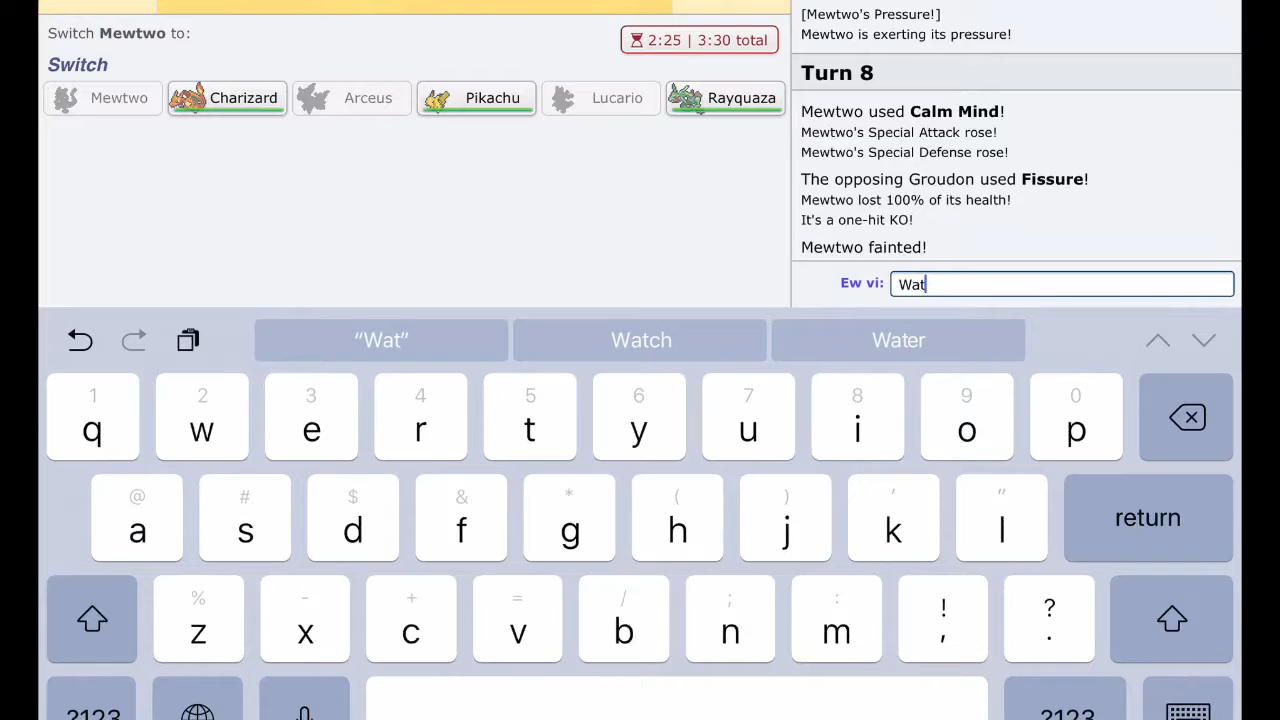 Switch Mewtwo to:
2:25 | 3:30 total
Switch
Mewtwo
Charizard
Arceus
Pikachu
Lucario
Rayquaza
[Mewtwo's Pressure!]
Mewtwo is exerting its pressure!
Turn 8
Mewtwo used Calm Mind!
Mewtwo's Special Attack rose!
Mewtwo's Special Defense rose!
The opposing Groudon used Fissure!
Mewtwo lost 100% of its health!
It's a one-hit KO!
Mewtwo fainted!
Ew vi: Wat
“Wat” Watch Water
1 2 3 4 5 6 7 8 9 0
q w e r t y u i o p
@ # $ & * ( ) ' "
a s d f g h j k l return
% - + = / ; : ! ?
z x c v b n m , .
.?123 .?123